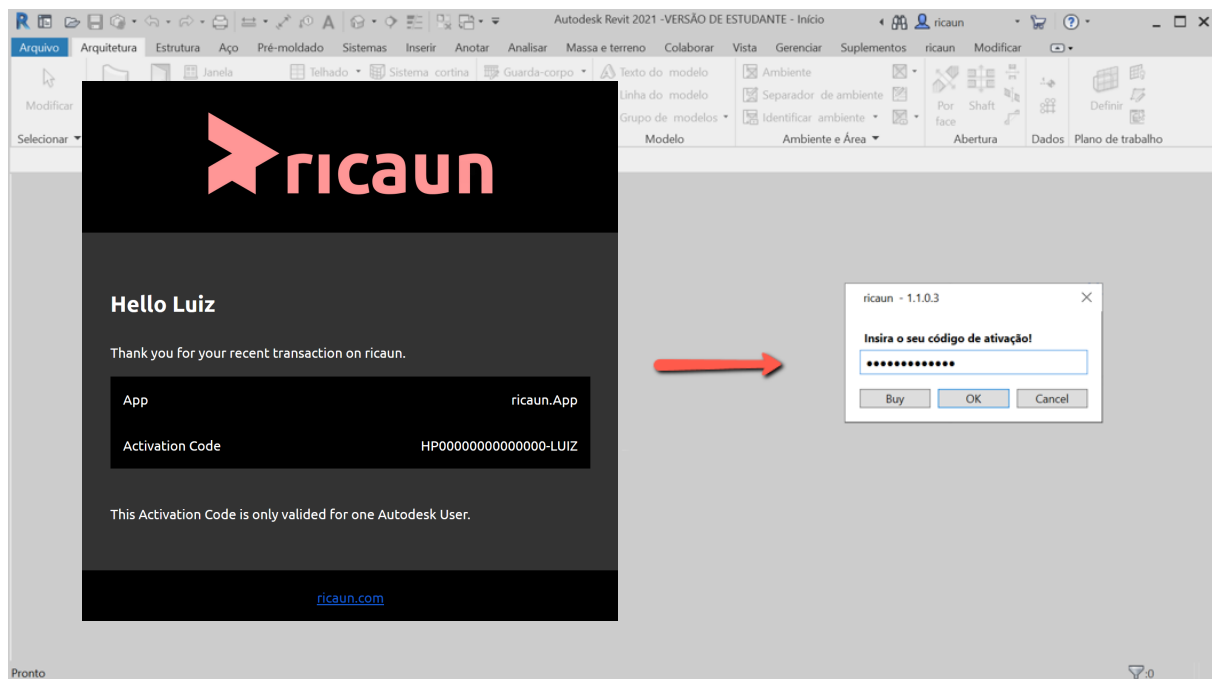 Autodesk Revit 2021 -VERSÃO DE ESTUDANTE - Início
ricaun
Arquivo Arquitetura Estrutura Aço Pré-moldado Sistemas Inserir Anotar Analisar Massa e terreno Colaborar Vista Gerenciar Suplementos ricaun Modificar
Janela Telhado Sistema cortina Guarda-corpo Texto do modelo Ambiente
Modificar Linha do modelo Separador de ambiente Por face Shaft Definir
Grupo de modelos Identificar ambiente
Selecionar Modelo Ambiente e Área Abertura Dados Plano de trabalho
ricaun
Hello Luiz
Thank you for your recent transaction on ricaun.
App ricaun.App
Activation Code HP00000000000000-LUIZ
This Activation Code is only valided for one Autodesk User.
ricaun.com
ricaun - 1.1.0.3
Insira o seu código de ativação!
•••••••••••••
Buy OK Cancel
Pronto
:0